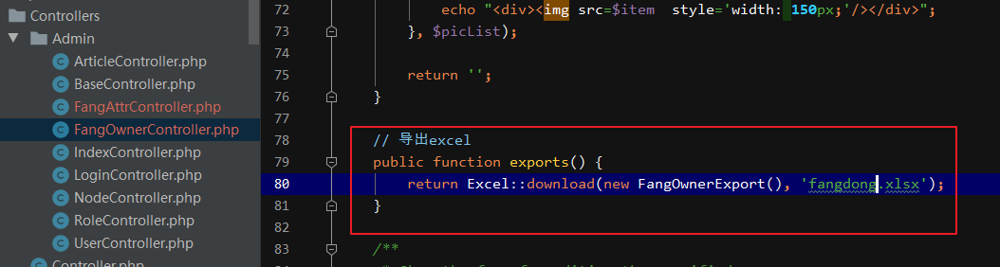 Controllers
Admin
ArticleController.php
BaseController.php
FangAttrController.php
FangOwnerController.php
IndexController.php
LoginController.php
NodeController.php
RoleController.php
UserController.php
Controller.php
72 echo "<div><img src=$item  style='width: 150px;'/></div>";
73 }, $picList);
74
75 return '';
76 }
77
78 // 导出excel
79 public function exports() {
80 return Excel::download(new FangOwnerExport(), 'fangdong.xlsx');
81 }
82
83 /**